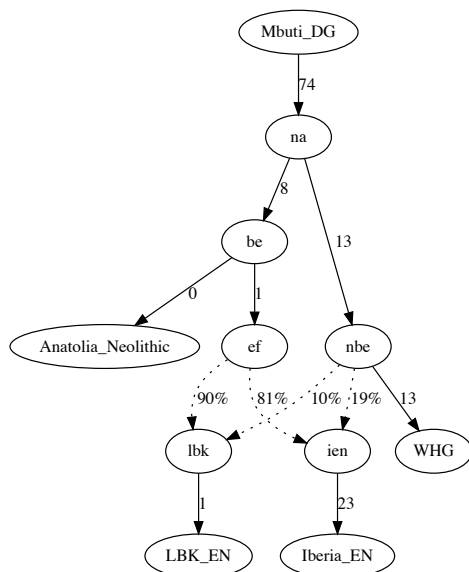 Mbuti_DG
74
na
8
13
be
0
1
Anatolia_Neolithic
ef
nbe
90%
81%
10%
19%
13
lbk
ien
WHG
1
23
LBK_EN
Iberia_EN